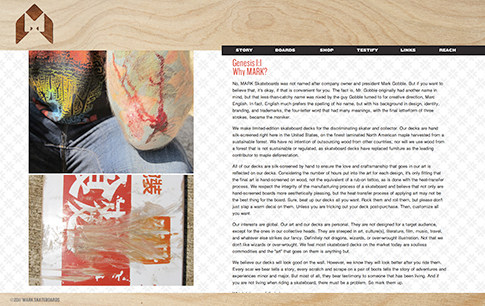 STORY BOARDS SHOP TESTIFY LINKS REACH
Genesis 1:1
Why MARK?
No, MARK Skateboards was not named after company owner and president Mark Gobble. But if you want to
believe that, it's okay, if that is convenient for you. The fact is, Mr. Gobble originally had another name in
mind, but that less-than-catchy name was nixed by the guy Gobble turned to for creative direction, Mark
English. In fact, English much prefers the spelling of his name, but with his background in design, identity,
branding, and trademarks, the four-letter word that had many meanings, with the final letterform of three
strokes, became the moniker.
We make limited-edition skateboard decks for the discriminating skater and collector. Our decks are hand
silk-screened right here in the United States, on the finest laminated North American maple harvested from a
sustainable forest. We have no intention of outsourcing wood from other countries, nor will we use wood from
a forest that is not sustainable or regulated, as skateboard decks have replaced furniture as the leading
contributor to maple deforestation.
All of our decks are silk-screened by hand to ensure the love and craftsmanship that goes in our art is
reflected on our decks. Considering the number of hours put into the art for each design, it's only fitting that
the final art is hand-screened on wood, not the equivalent of a rub-on tattoo, as is done with the heat-transfer
process. We respect the integrity of the manufacturing process of a skateboard and believe that not only are
hand-screened boards more aesthetically pleasing, but the heat transfer process of applying art may not be
the best thing for the board. Sure, beat up our decks all you want. Rock them and roll them, but please don't
just slap a warm decal on them. Unless you are tricking out your deck post-purchase. Then, customize all
you want.
Our interests are global. Our art and our decks are personal. They are not designed for a target audience,
except for the ones in our collective heads. They are steeped in art, culture(s), literature, film, music, travel,
and whatever else strikes our fancy. Definitely not dragons, wizards, or overwrought illustration. Not that we
don't like wizards or overwrought. We feel most skateboard decks on the market today are soulless
commodities and the "art" that goes on them is anything but.
We believe our decks will look good on the wall. However, we know they will look better after you ride them.
Every scar we bear tells a story, every scratch and scrape on a pair of boots tells the story of adventures and
experiences minor and major. But most of all, they bear testimony to someone that has been living. And if
you are not living when riding a skateboard, there must be a problem. So mark them up.
MARK SKATEBOARDS